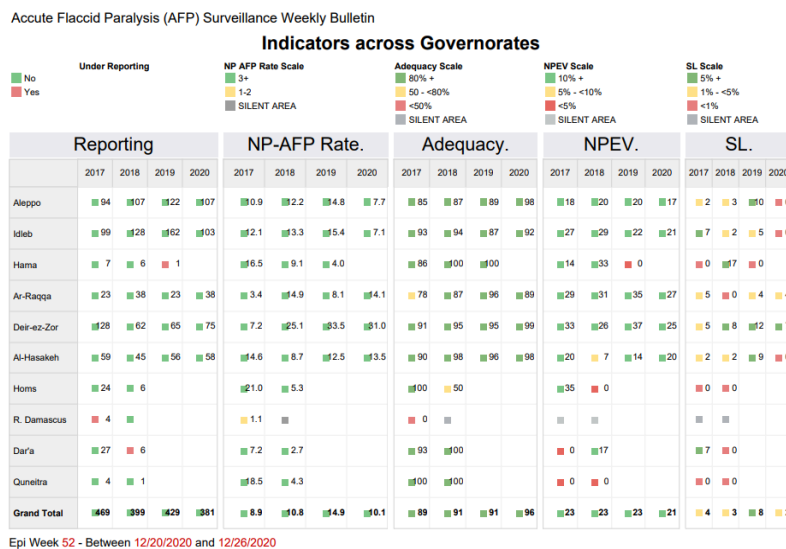 Accute Flaccid Paralysis (AFP) Surveillance Weekly Bulletin
Indicators across Governorates
Under Reporting
No
Yes
NP AFP Rate Scale
3+
1-2
SILENT AREA
Adequacy Scale
80% +
50 - <80%
<50%
SILENT AREA
NPEV Scale
10% +
5% - <10%
<5%
SILENT AREA
SL Scale
5% +
1% - <5%
<1%
SILENT AREA
Reporting NP-AFP Rate. Adequacy. NPEV. SL.
2017 2018 2019 2020 2017 2018 2019 2020 2017 2018 2019 2020 2017 2018 2019 2020 2017 2018 2019 2020
Aleppo 94 107 122 107 10.9 12.2 14.8 7.7 85 87 89 98 18 20 20 17 2 3 10
Idleb 99 128 162 103 12.1 13.3 15.4 7.1 93 94 87 92 27 29 22 21 7 2 5
Hama 7 6 1 16.5 9.1 4.0 86 100 100 14 33 0 0 17 0
Ar-Raqqa 23 38 23 38 3.4 14.9 8.1 14.1 78 87 96 89 29 31 35 27 5 0 4
Deir-ez-Zor 128 62 65 75 7.2 25.1 33.5 31.0 91 95 95 99 33 26 37 25 5 8 12
Al-Hasakeh 59 45 56 58 14.6 8.7 12.5 13.5 90 98 96 98 20 7 14 20 2 2 9
Homs 24 6 21.0 5.3 100 50 35 0 0 0
R. Damascus 4 1.1 0
Dar'a 27 6 7.2 2.7 93 100 0 17 7 0
Quneitra 4 1 18.5 4.3 100 100 0 0 0 0
Grand Total 469 399 429 381 8.9 10.8 14.9 10.1 89 91 91 96 23 23 23 21 4 3 8
Epi Week 52 - Between 12/20/2020 and 12/26/2020